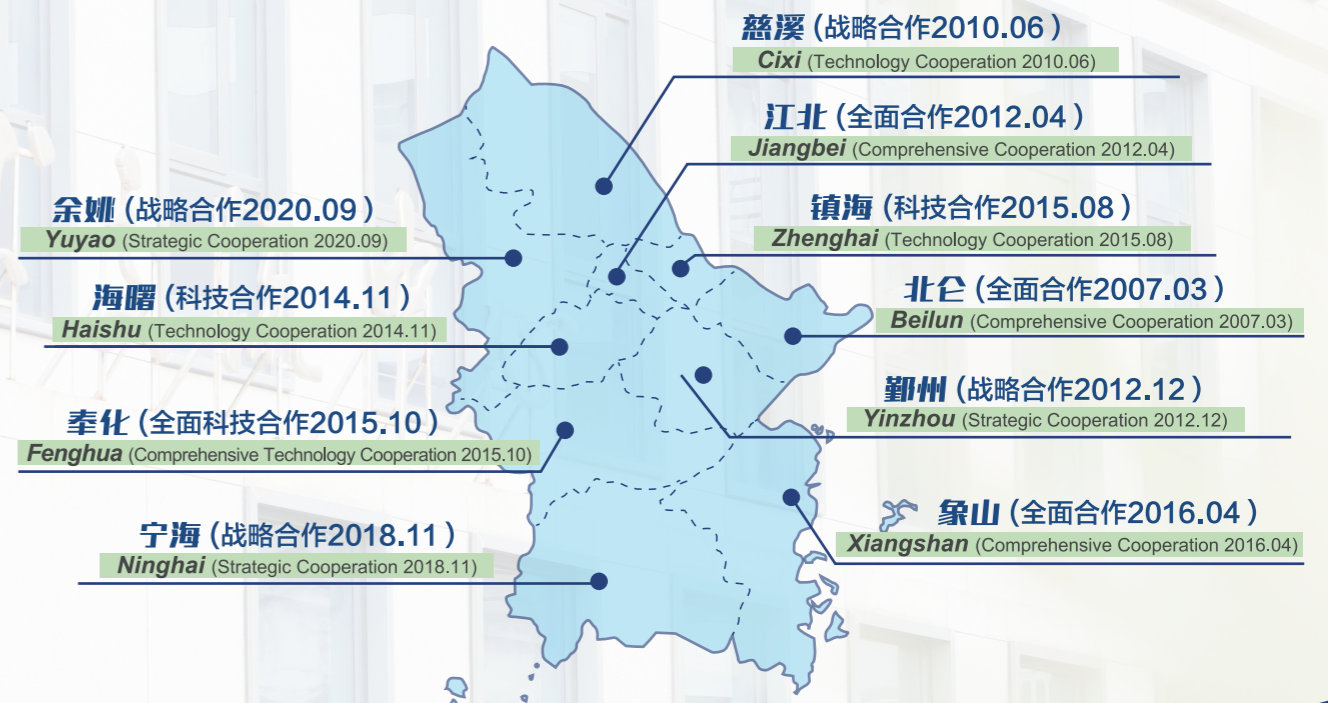 慈溪 (战略合作2010.06)
Cixi (Technology Cooperation 2010.06)
江北 (全面合作2012.04)
Jiangbei (Comprehensive Cooperation 2012.04)
余姚 (战略合作2020.09)
Yuyao (Strategic Cooperation 2020.09)
镇海 (科技合作2015.08)
Zhenghai (Technology Cooperation 2015.08)
海曙 (科技合作2014.11)
Haishu (Technology Cooperation 2014.11)
北仑 (全面合作2007.03)
Beilun (Comprehensive Cooperation 2007.03)
鄞州 (战略合作2012.12)
Yinzhou (Strategic Cooperation 2012.12)
奉化 (全面科技合作2015.10)
Fenghua (Comprehensive Technology Cooperation 2015.10)
象山 (全面合作2016.04)
Xiangshan (Comprehensive Cooperation 2016.04)
宁海 (战略合作2018.11)
Ninghai (Strategic Cooperation 2018.11)